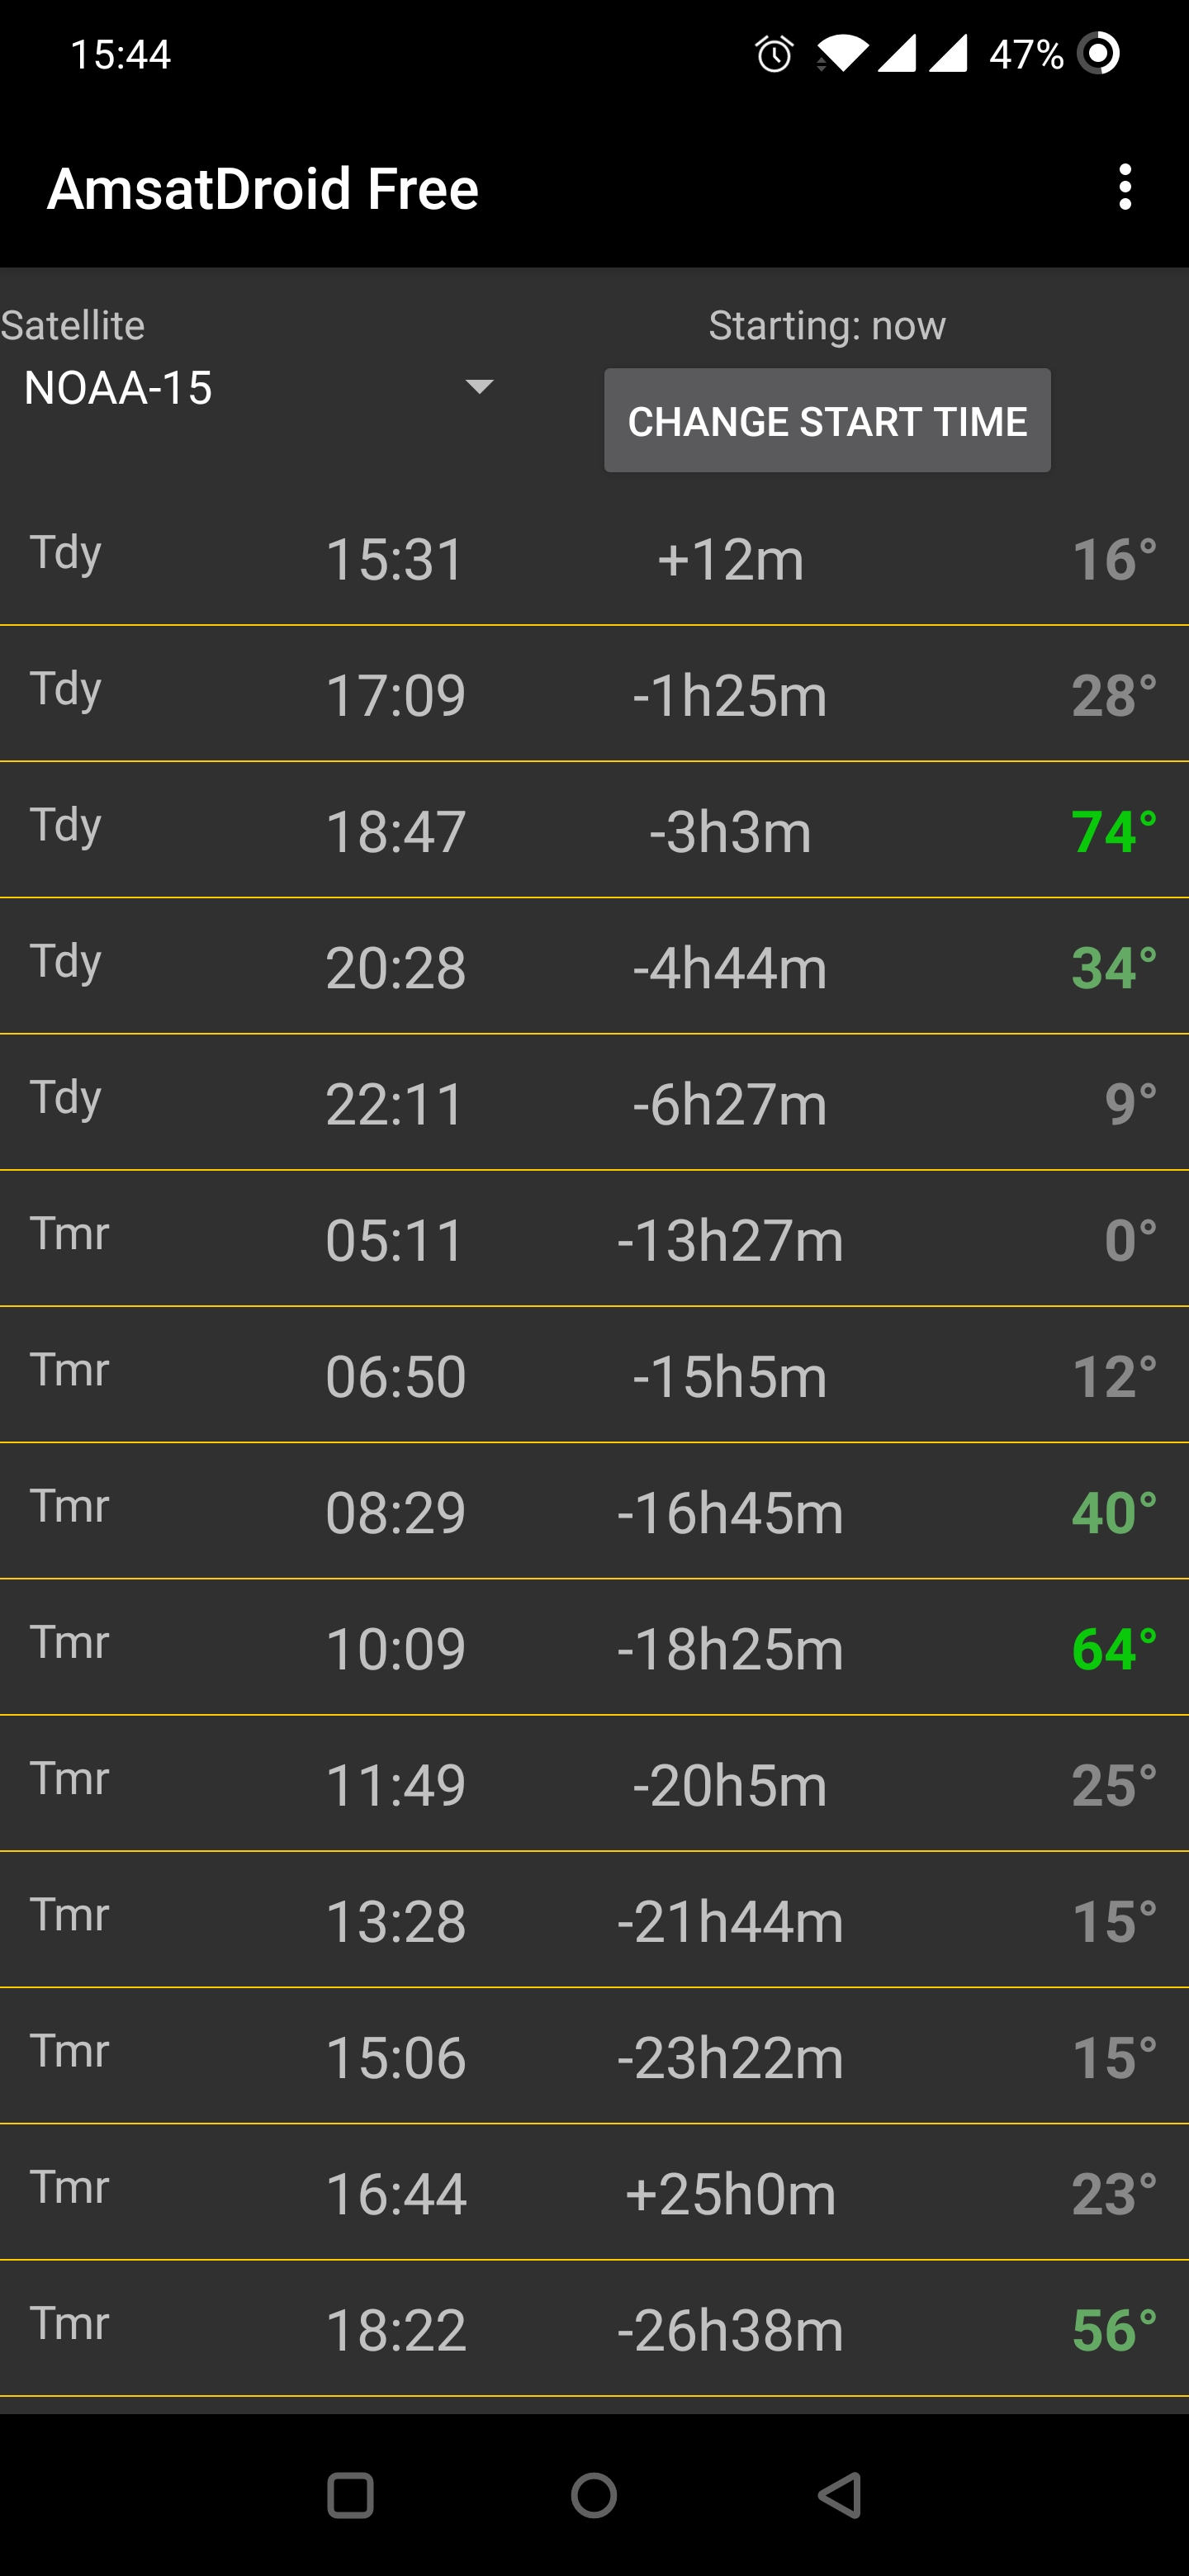 15:44 47%
AmsatDroid Free
Satellite Starting: now
NOAA-15 CHANGE START TIME
Tdy 15:31 +12m 16°
Tdy 17:09 -1h25m 28°
Tdy 18:47 -3h3m 74°
Tdy 20:28 -4h44m 34°
Tdy 22:11 -6h27m 9°
Tmr 05:11 -13h27m 0°
Tmr 06:50 -15h5m 12°
Tmr 08:29 -16h45m 40°
Tmr 10:09 -18h25m 64°
Tmr 11:49 -20h5m 25°
Tmr 13:28 -21h44m 15°
Tmr 15:06 -23h22m 15°
Tmr 16:44 +25h0m 23°
Tmr 18:22 -26h38m 56°